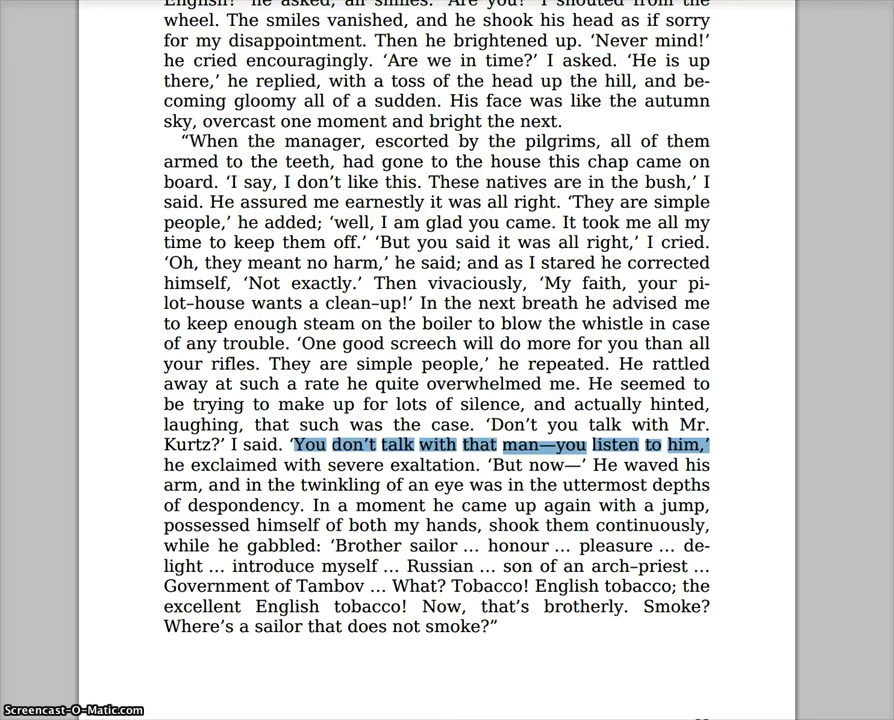 English?' he asked, all smiles. 'Are you?' I shouted from the
wheel. The smiles vanished, and he shook his head as if sorry
for my disappointment. Then he brightened up. ‘Never mind!’
he cried encouragingly. ‘Are we in time?’ I asked. ‘He is up
there,’ he replied, with a toss of the head up the hill, and be-
coming gloomy all of a sudden. His face was like the autumn
sky, overcast one moment and bright the next.
“When the manager, escorted by the pilgrims, all of them
armed to the teeth, had gone to the house this chap came on
board. ‘I say, I don’t like this. These natives are in the bush,’ I
said. He assured me earnestly it was all right. ‘They are simple
people,’ he added; ‘well, I am glad you came. It took me all my
time to keep them off.’ ‘But you said it was all right,’ I cried.
‘Oh, they meant no harm,’ he said; and as I stared he corrected
himself, ‘Not exactly.’ Then vivaciously, ‘My faith, your pi-
lot–house wants a clean–up!’ In the next breath he advised me
to keep enough steam on the boiler to blow the whistle in case
of any trouble. ‘One good screech will do more for you than all
your rifles. They are simple people,’ he repeated. He rattled
away at such a rate he quite overwhelmed me. He seemed to
be trying to make up for lots of silence, and actually hinted,
laughing, that such was the case. ‘Don’t you talk with Mr.
Kurtz?’ I said. ‘You don’t talk with that man—you listen to him,’
he exclaimed with severe exaltation. ‘But now—’ He waved his
arm, and in the twinkling of an eye was in the uttermost depths
of despondency. In a moment he came up again with a jump,
possessed himself of both my hands, shook them continuously,
while he gabbled: ‘Brother sailor … honour … pleasure … de-
light … introduce myself … Russian … son of an arch–priest …
Government of Tambov … What? Tobacco! English tobacco; the
excellent English tobacco! Now, that’s brotherly. Smoke?
Where’s a sailor that does not smoke?”
Screencast-O-Matic.com